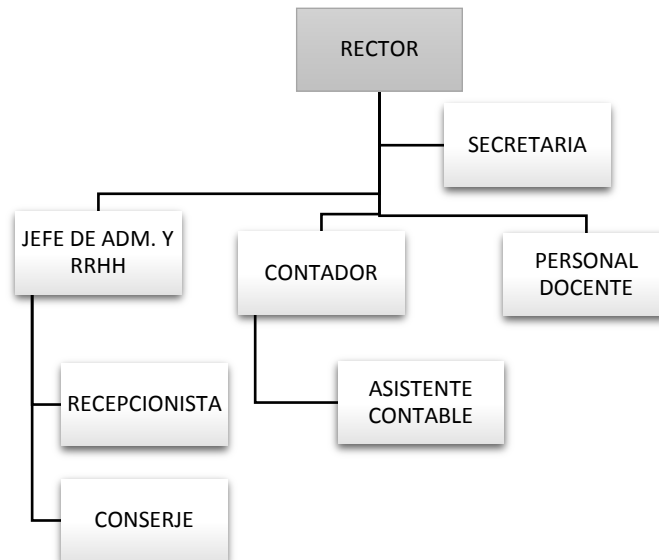 RECTOR
SECRETARIA
JEFE DE ADM. Y
RRHH
CONTADOR
PERSONAL
DOCENTE
RECEPCIONISTA
ASISTENTE
CONTABLE
CONSERJE